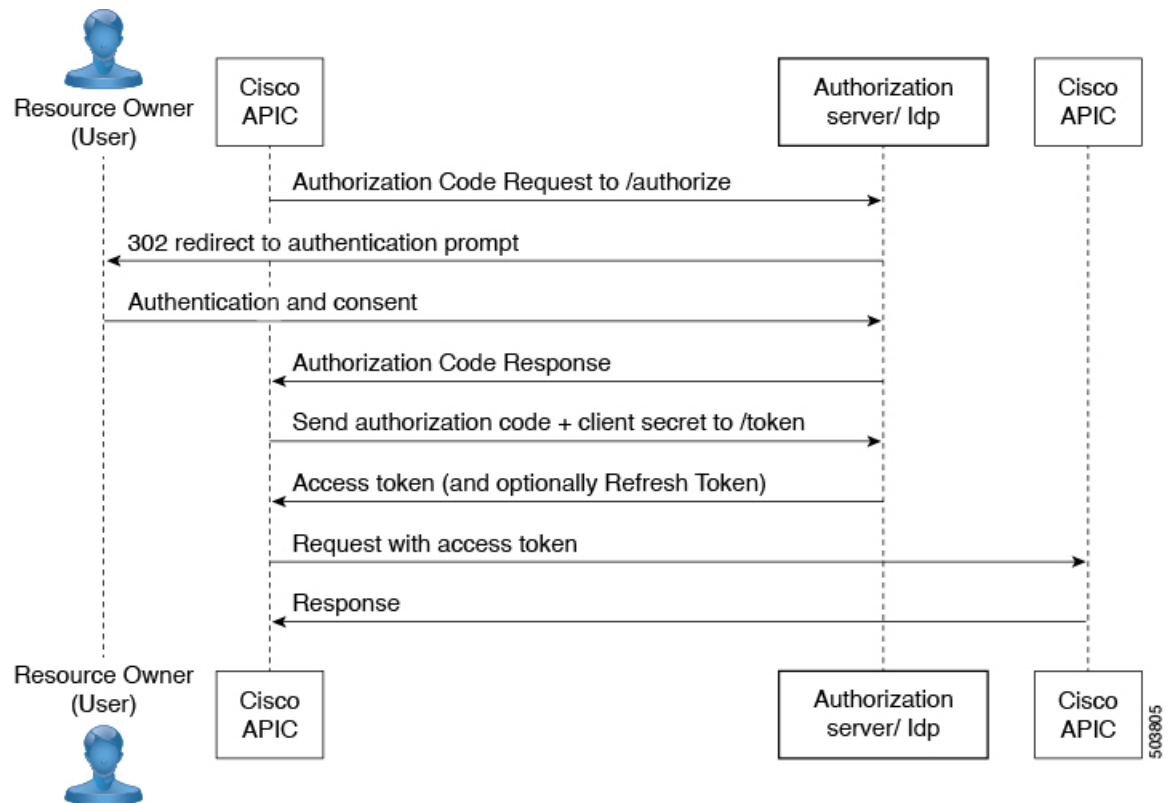 Resource Owner
(User)
Cisco
APIC
Authorization
server/ Idp
Cisco
APIC
Authorization Code Request to /authorize
302 redirect to authentication prompt
Authentication and consent
Authorization Code Response
Send authorization code + client secret to /token
Access token (and optionally Refresh Token)
Request with access token
Response
Resource Owner
(User)
Cisco
APIC
Authorization
server/ Idp
Cisco
APIC
503805